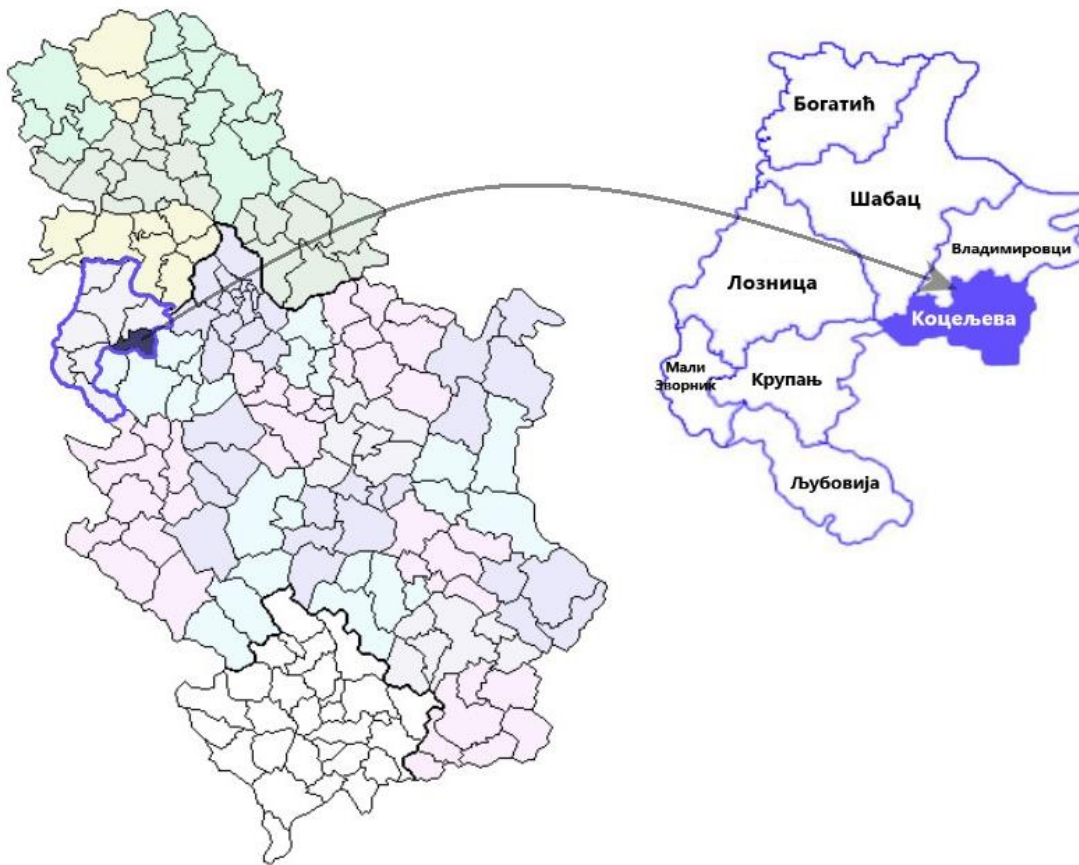 Богатић
Шабац
Владимировци
Лозница
Коцељева
Мали
Зворник
Крупањ
Љубовија